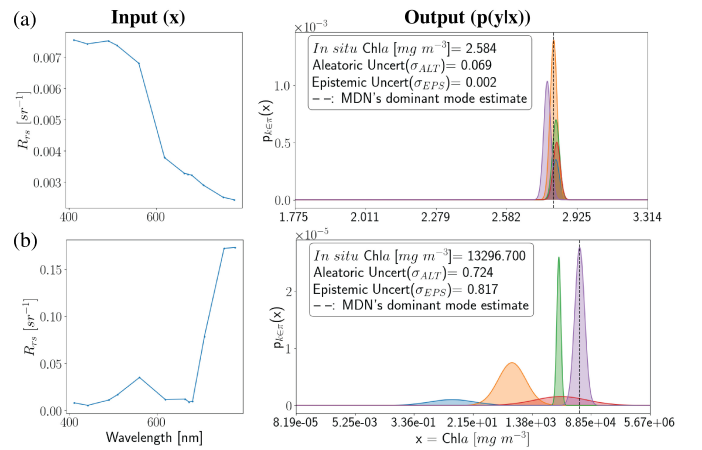 Input (x)
Output (p(y|x))
(a)
×10⁻³
In situ Chla [mg m⁻³]= 2.584
Aleatoric Uncert(σ_ALT)= 0.069
Epistemic Uncert(σ_EPS)= 0.002
– –: MDN's dominant mode estimate
R_rs [sr⁻¹]
0.007
0.006
0.005
0.004
0.003
400 600
p_k∈π(x)
1.0
0.5
0.0
1.775 2.011 2.279 2.582 2.925 3.314
(b)
×10⁻⁵
In situ Chla [mg m⁻³]= 13296.700
Aleatoric Uncert(σ_ALT)= 0.724
Epistemic Uncert(σ_EPS)= 0.817
– –: MDN's dominant mode estimate
R_rs [sr⁻¹]
0.15
0.10
0.05
0.00
400 600
Wavelength [nm]
p_k∈π(x)
2
1
0
8.19e-05 5.25e-03 3.36e-01 2.15e+01 1.38e+03 8.85e+04 5.67e+06
x = Chla [mg m⁻³]